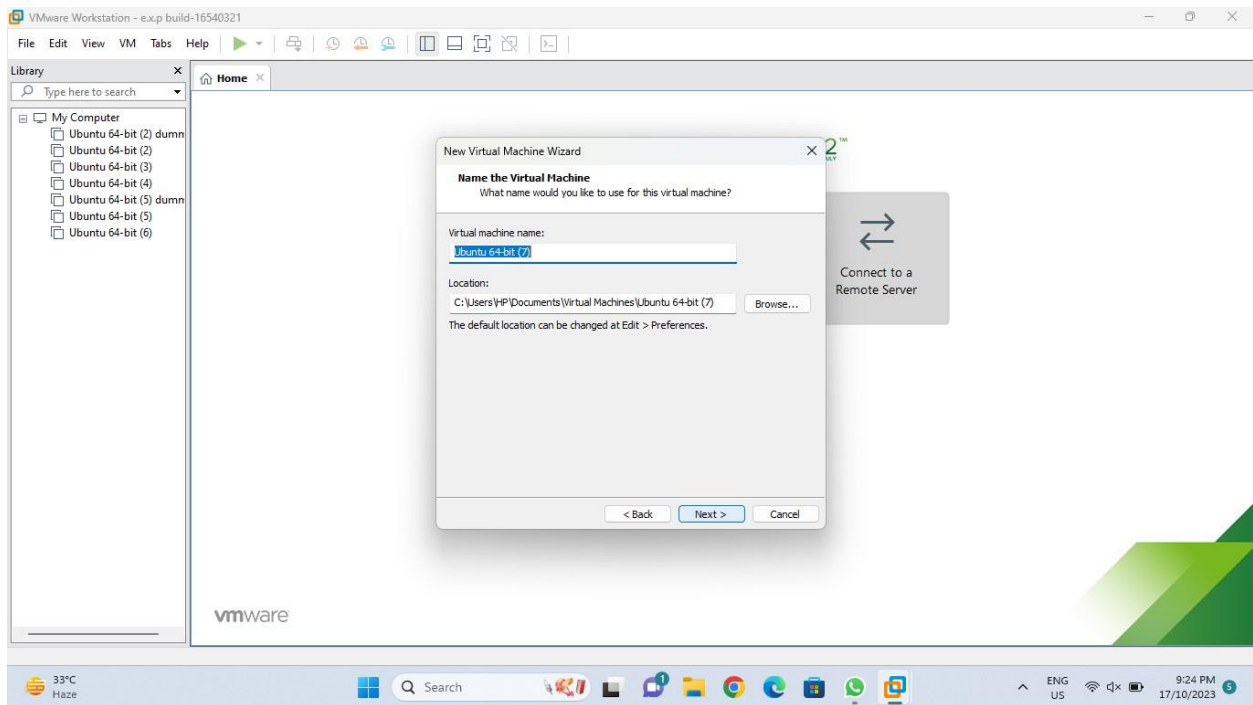 VMware Workstation - e.x.p build-16540321
File Edit View VM Tabs Help
Library
Type here to search
My Computer
Ubuntu 64-bit (2) dumm
Ubuntu 64-bit (2)
Ubuntu 64-bit (3)
Ubuntu 64-bit (4)
Ubuntu 64-bit (5) dumm
Ubuntu 64-bit (5)
Ubuntu 64-bit (6)
Home
2™
New Virtual Machine Wizard
Name the Virtual Machine
What name would you like to use for this virtual machine?
Virtual machine name:
Ubuntu 64-bit (7)
Location:
C:\Users\HP\Documents\Virtual Machines\Ubuntu 64-bit (7)
Browse...
The default location can be changed at Edit > Preferences.
< Back Next > Cancel
Connect to a
Remote Server
vmware
33°C
Haze
Search
1
ENG
US
9:24 PM
17/10/2023
5